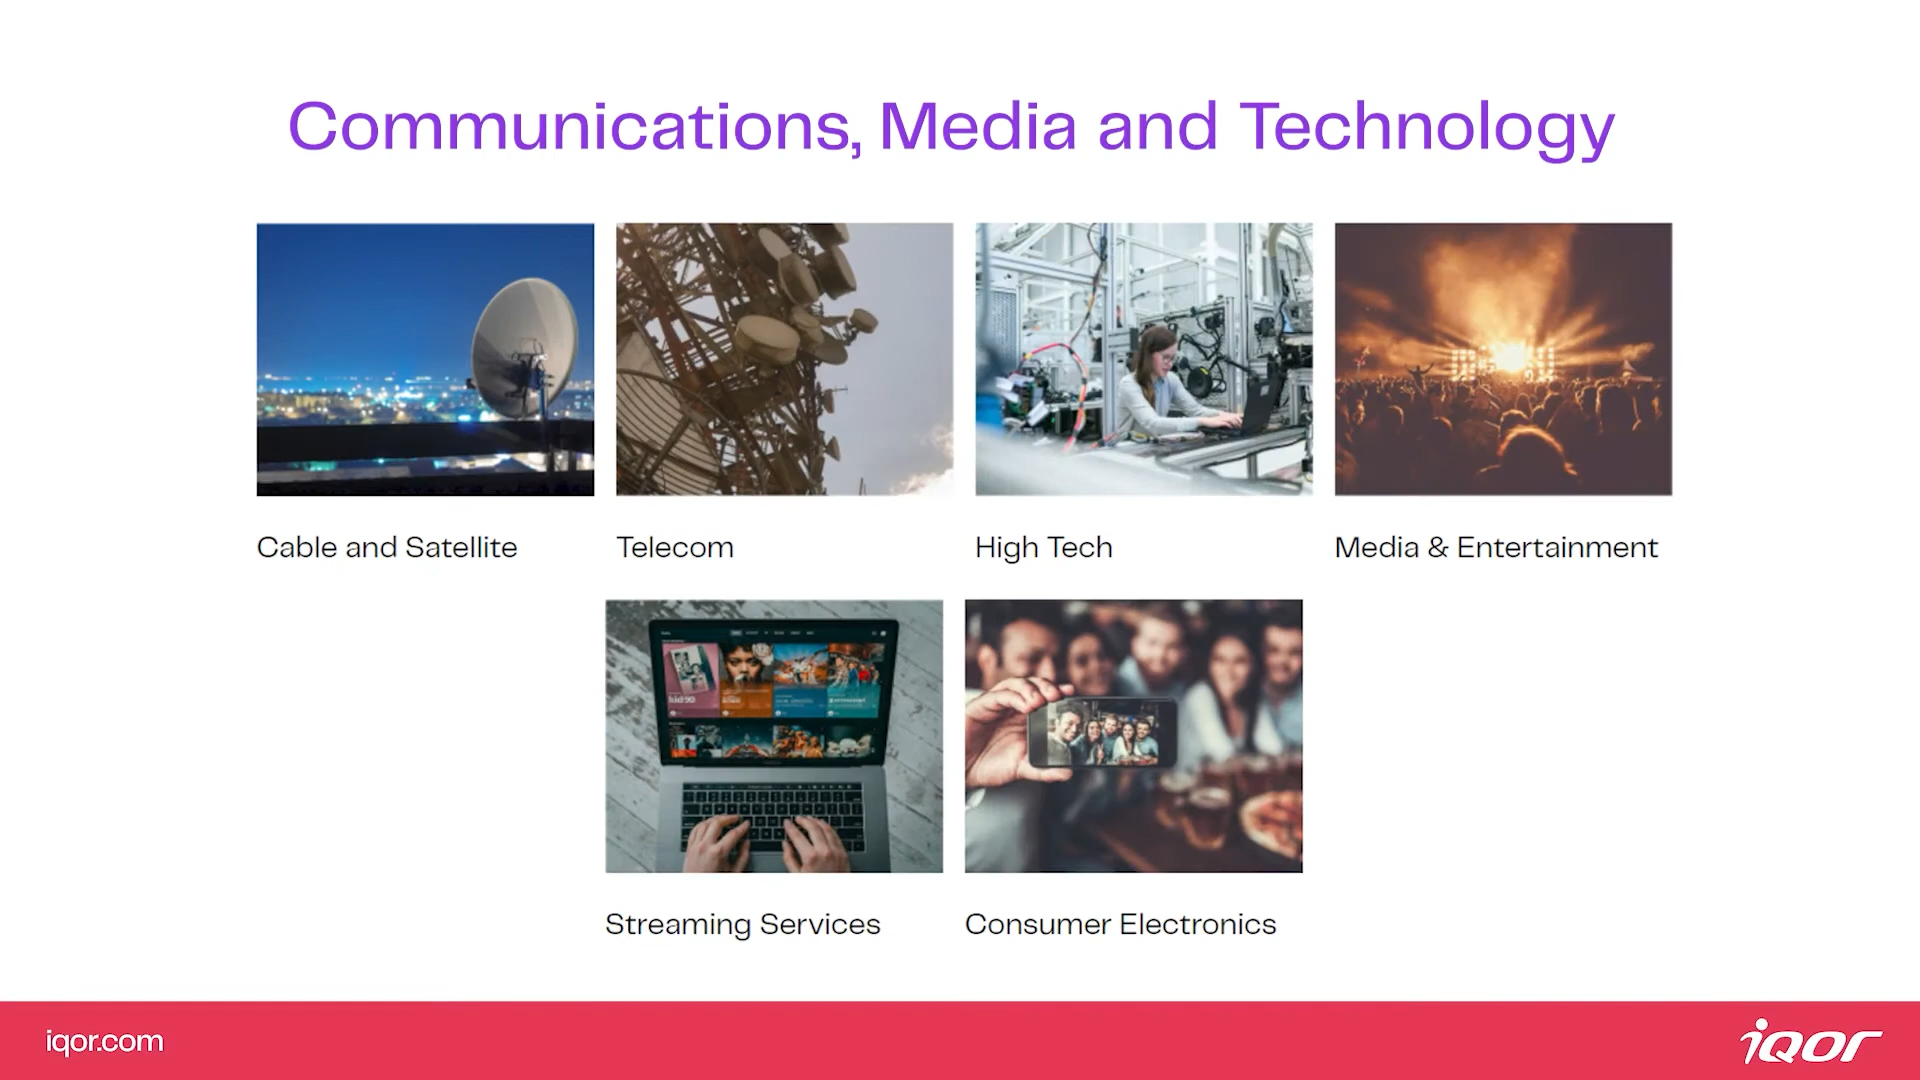 Communications, Media and Technology
Cable and Satellite
Telecom
High Tech
Media & Entertainment
Streaming Services
Consumer Electronics
iqor.com
iqor